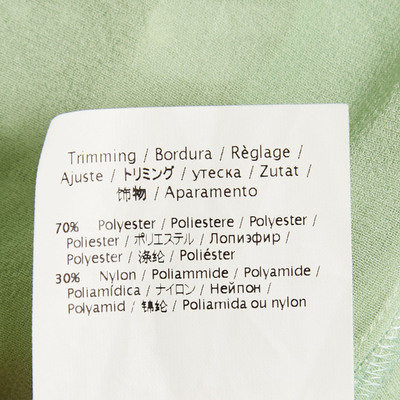 Trimming / Bordura / Règlage /
Ajuste / トリミング / утеска / Zutat /
饰物 / Aparamento
70% Polyester / Poliestere / Polyester /
Poliester / ポリエステル / Лопиэфир /
Polyester / 涤纶 / Poliéster
30% Nylon / Poliammide / Polyamide /
Poliamídica / ナイロン / Нейпон /
Polyamid / 锦纶 / Poliamida ou nylon